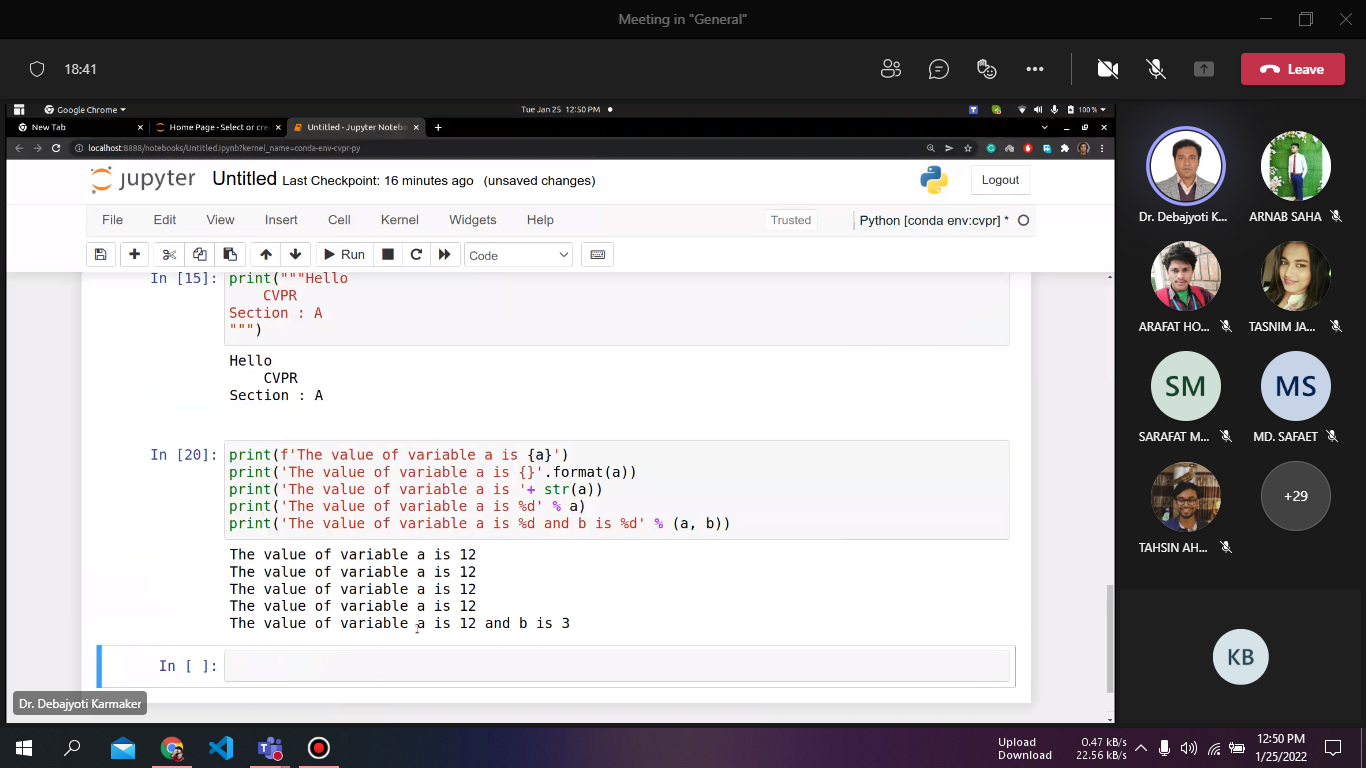 Meeting in "General"
18:41
Leave
Google Chrome
Tue Jan 25 12:50 PM
100 %
New Tab
Home Page - Select or cre
Untitled - Jupyter Notebo
localhost:8888/notebooks/Untitled.ipynb?kernel_name=conda-env-cvpr-py
jupyter Untitled Last Checkpoint: 16 minutes ago (unsaved changes)
Logout
File Edit View Insert Cell Kernel Widgets Help
Trusted
Python [conda env:cvpr] *
Run
Code
In [15]: print("""Hello
CVPR
Section : A
""")
Hello
CVPR
Section : A
In [20]: print(f'The value of variable a is {a}')
print('The value of variable a is {}'.format(a))
print('The value of variable a is '+ str(a))
print('The value of variable a is %d' % a)
print('The value of variable a is %d and b is %d' % (a, b))
The value of variable a is 12
The value of variable a is 12
The value of variable a is 12
The value of variable a is 12
The value of variable a is 12 and b is 3
In [ ]:
Dr. Debajyoti Karmaker
Dr. Debajyoti K...
ARNAB SAHA
ARAFAT HO...
TASNIM JA...
SM
MS
SARAFAT M...
MD. SAFAET
+29
TAHSIN AH...
KB
Upload 0.47 kB/s
Download 22.56 kB/s
12:50 PM
1/25/2022